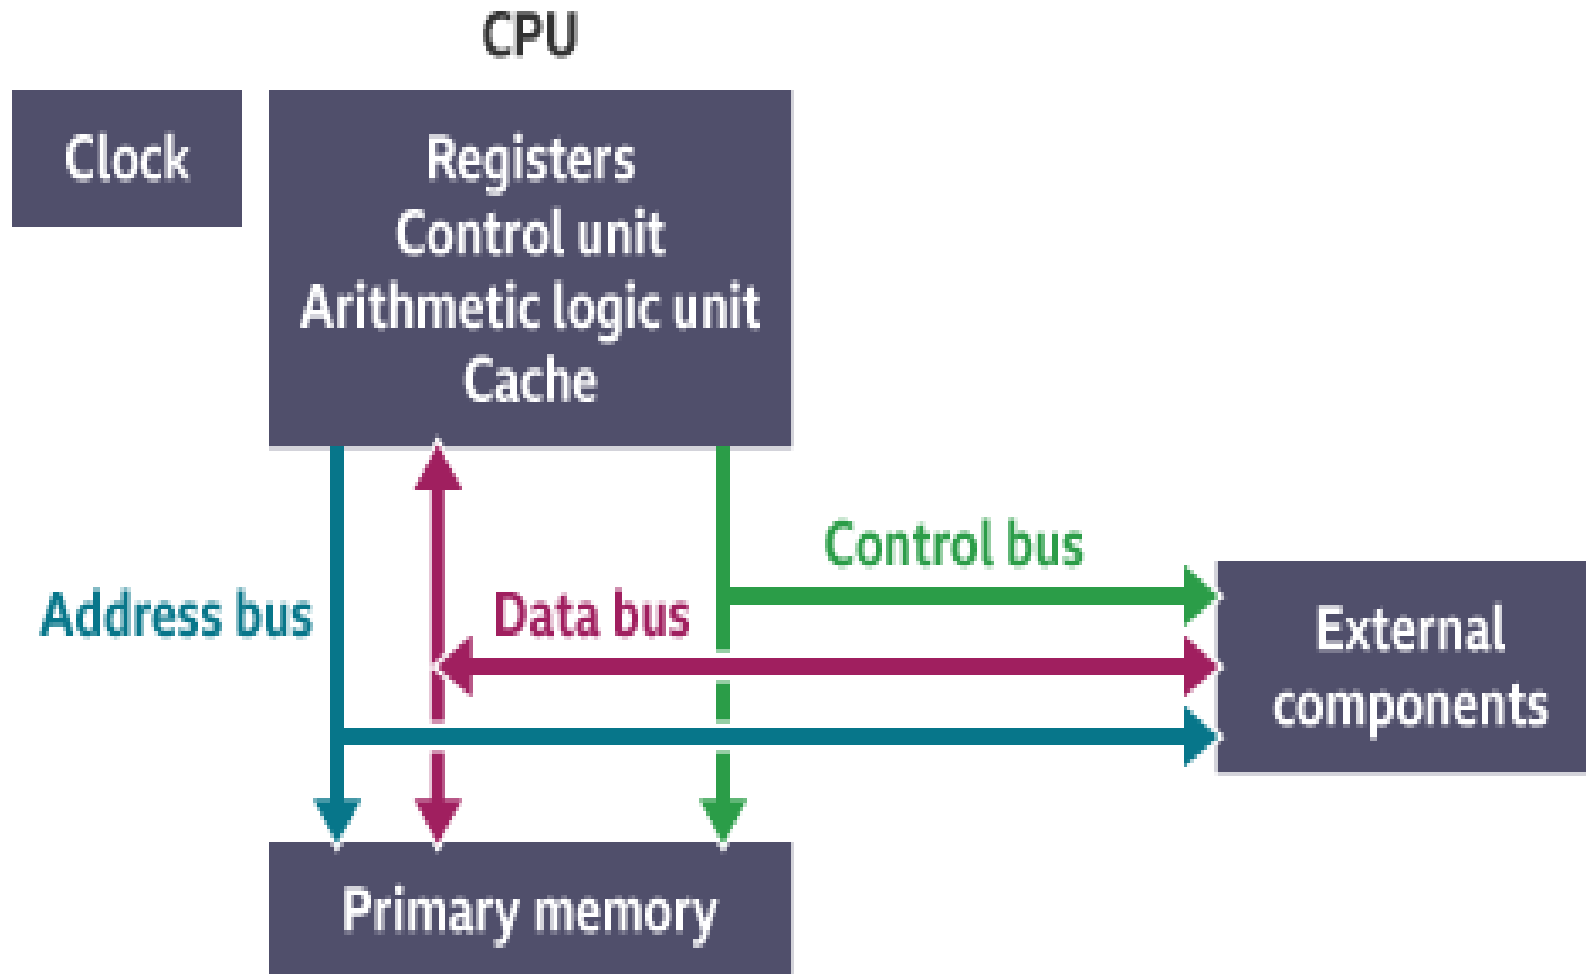 CPU
Clock
Registers
Control unit
Arithmetic logic unit
Cache
Control bus
Address bus
Data bus
External
components
Primary memory